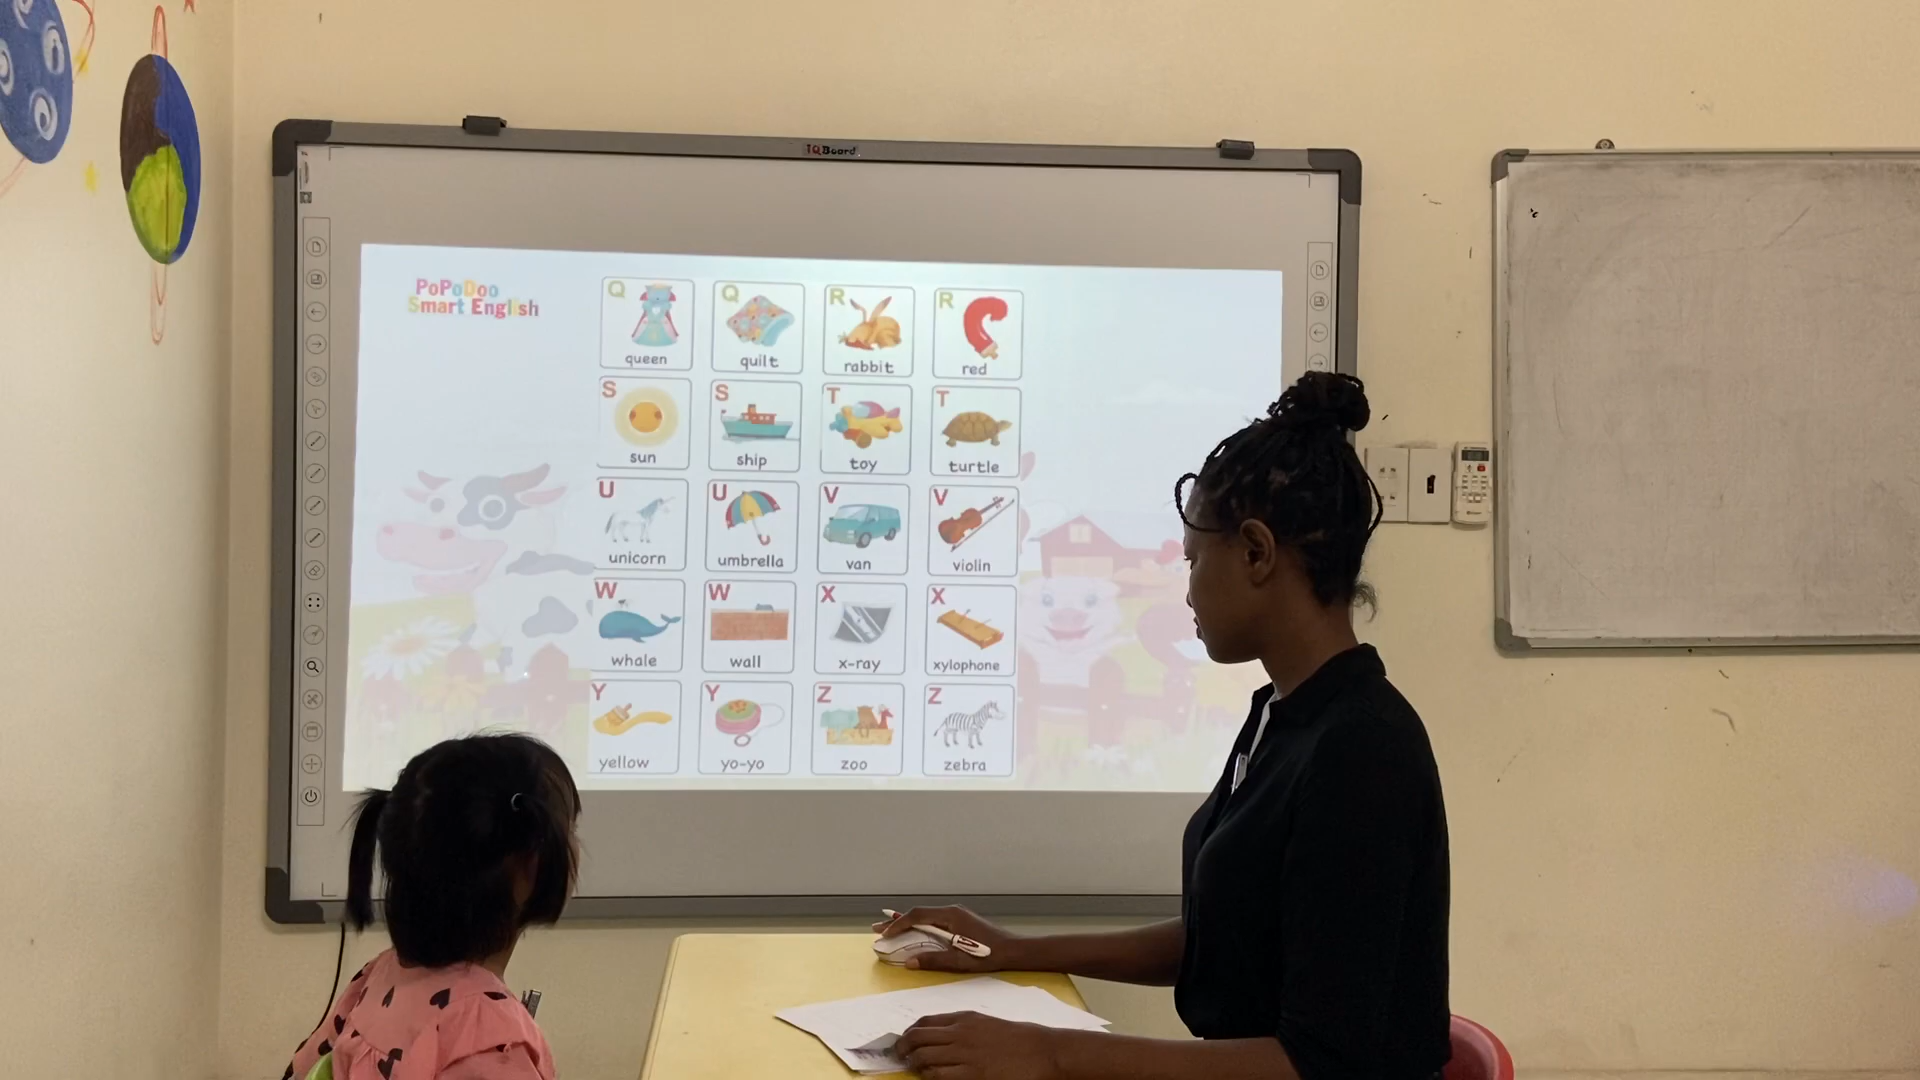 iQBoard
PoPoDoo
Smart English
Q
queen
Q
quilt
R
rabbit
R
red
S
sun
S
ship
T
toy
T
turtle
U
unicorn
U
umbrella
V
van
V
violin
W
whale
W
wall
X
x-ray
X
xylophone
Y
yellow
Y
yo-yo
Z
zoo
Z
zebra